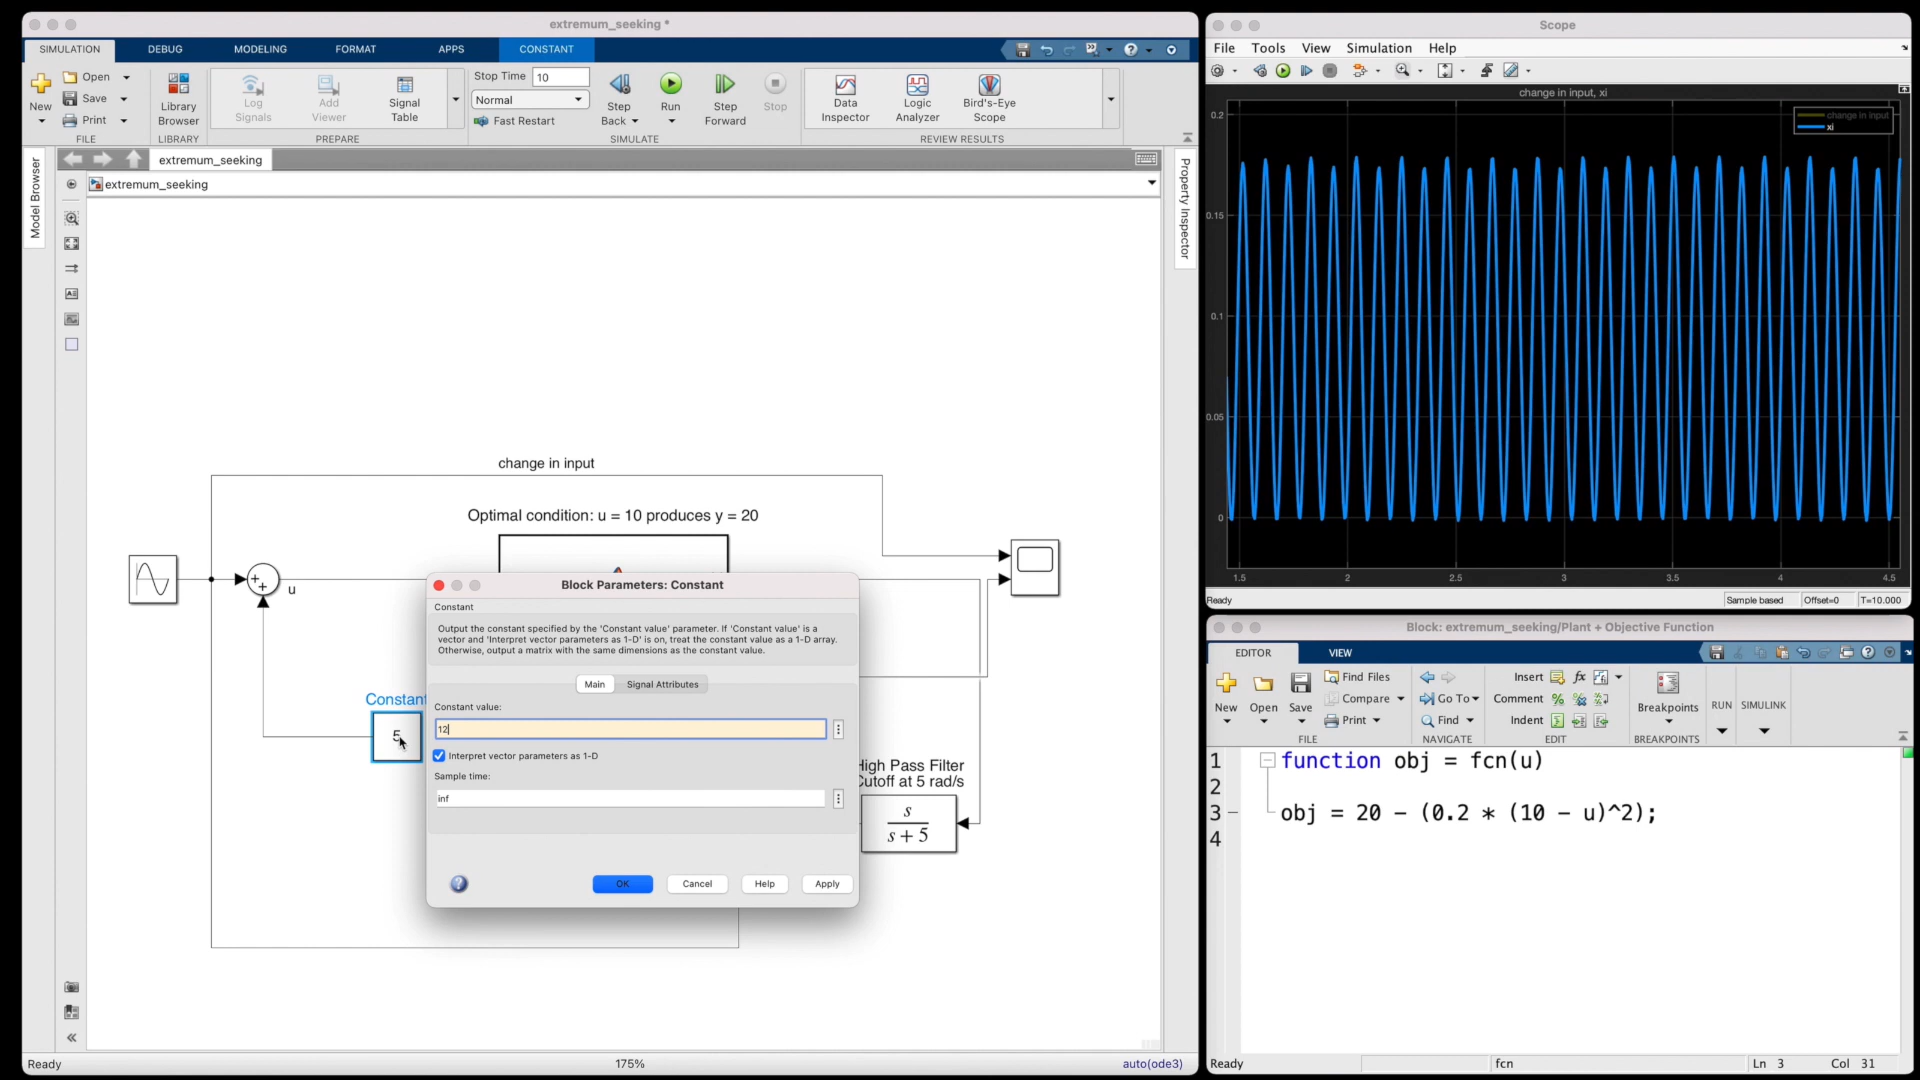 extremum_seeking *
SIMULATION DEBUG MODELING FORMAT APPS CONSTANT
New
Open
Save
Print
FILE
Library
Browser
LIBRARY
Log
Signals
Add
Viewer
Signal
Table
PREPARE
Stop Time 10
Normal
Fast Restart
Step
Back
Run
Step
Forward
Stop
SIMULATE
Data
Inspector
Logic
Analyzer
Bird's-Eye
Scope
REVIEW RESULTS
Model Browser
extremum_seeking
extremum_seeking
Property Inspector
change in input
Optimal condition: u = 10 produces y = 20
u
Constant
5
High Pass Filter
Cutoff at 5 rad/s
s
s + 5
Block Parameters: Constant
Constant
Output the constant specified by the 'Constant value' parameter. If 'Constant value' is a
vector and 'Interpret vector parameters as 1-D' is on, treat the constant value as a 1-D array.
Otherwise, output a matrix with the same dimensions as the constant value.
Main Signal Attributes
Constant value:
12
Interpret vector parameters as 1-D
Sample time:
inf
OK Cancel Help Apply
Ready 175% auto(ode3)
Scope
File Tools View Simulation Help
change in input, xi
change in input
xi
0.2
0.15
0.1
0.05
0
1.5 2 2.5 3 3.5 4 4.5
Ready Sample based Offset=0 T=10.000
Block: extremum_seeking/Plant + Objective Function
EDITOR VIEW
New
Open
Save
Find Files
Compare
Print
FILE
Go To
Find
NAVIGATE
Insert
Comment
Indent
EDIT
fx
Breakpoints
BREAKPOINTS
RUN
SIMULINK
1 function obj = fcn(u)
2
3 obj = 20 - (0.2 * (10 - u)^2);
4
Ready fcn Ln 3 Col 31